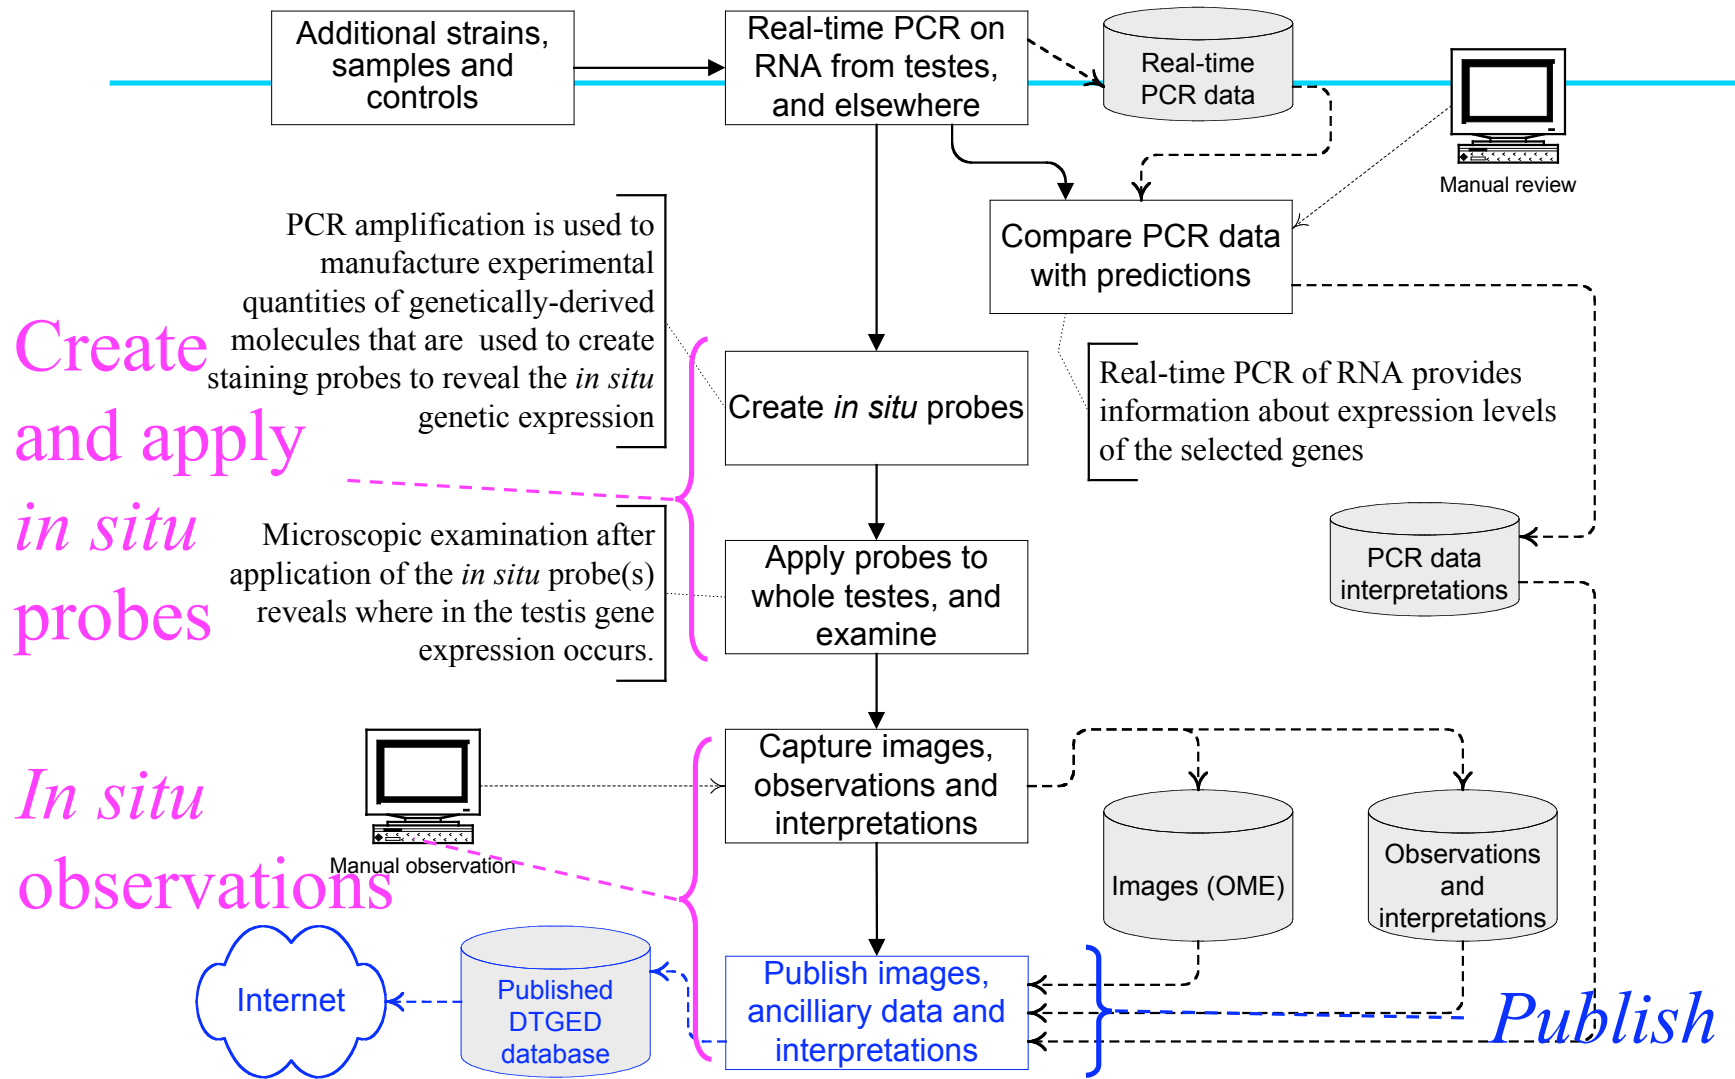 Additional strains,
samples and
controls
Real-time PCR on
RNA from testes,
and elsewhere
Real-time
PCR data
Manual review
PCR amplification is used to
manufacture experimental
quantities of genetically-derived
molecules that are used to create
staining probes to reveal the in situ
genetic expression
Compare PCR data
with predictions
Create
and apply
in situ
probes
Create in situ probes
Real-time PCR of RNA provides
information about expression levels
of the selected genes
Microscopic examination after
application of the in situ probe(s)
reveals where in the testis gene
expression occurs.
Apply probes to
whole testes, and
examine
PCR data
interpretations
In situ
observations
Manual observation
Capture images,
observations and
interpretations
Images (OME)
Observations
and
interpretations
Internet
Published
DTGED
database
Publish images,
ancilliary data and
interpretations
Publish